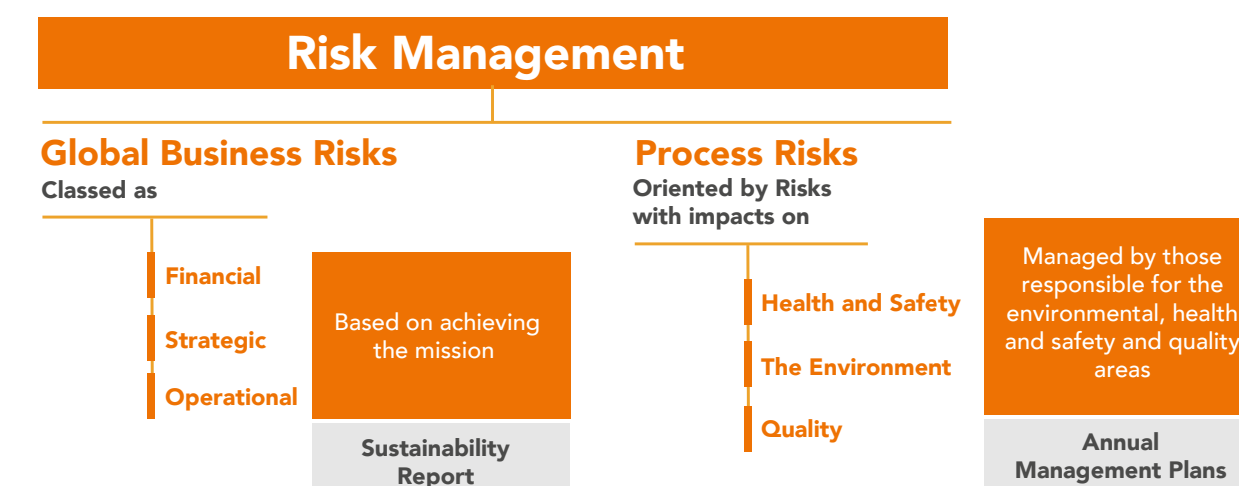 Risk Management
Global Business Risks
Classed as
Financial
Strategic
Operational
Based on achieving
the mission
Sustainability
Report
Process Risks
Oriented by Risks
with impacts on
Health and Safety
The Environment
Quality
Managed by those
responsible for the
environmental, health
and safety and quality
areas
Annual
Management Plans